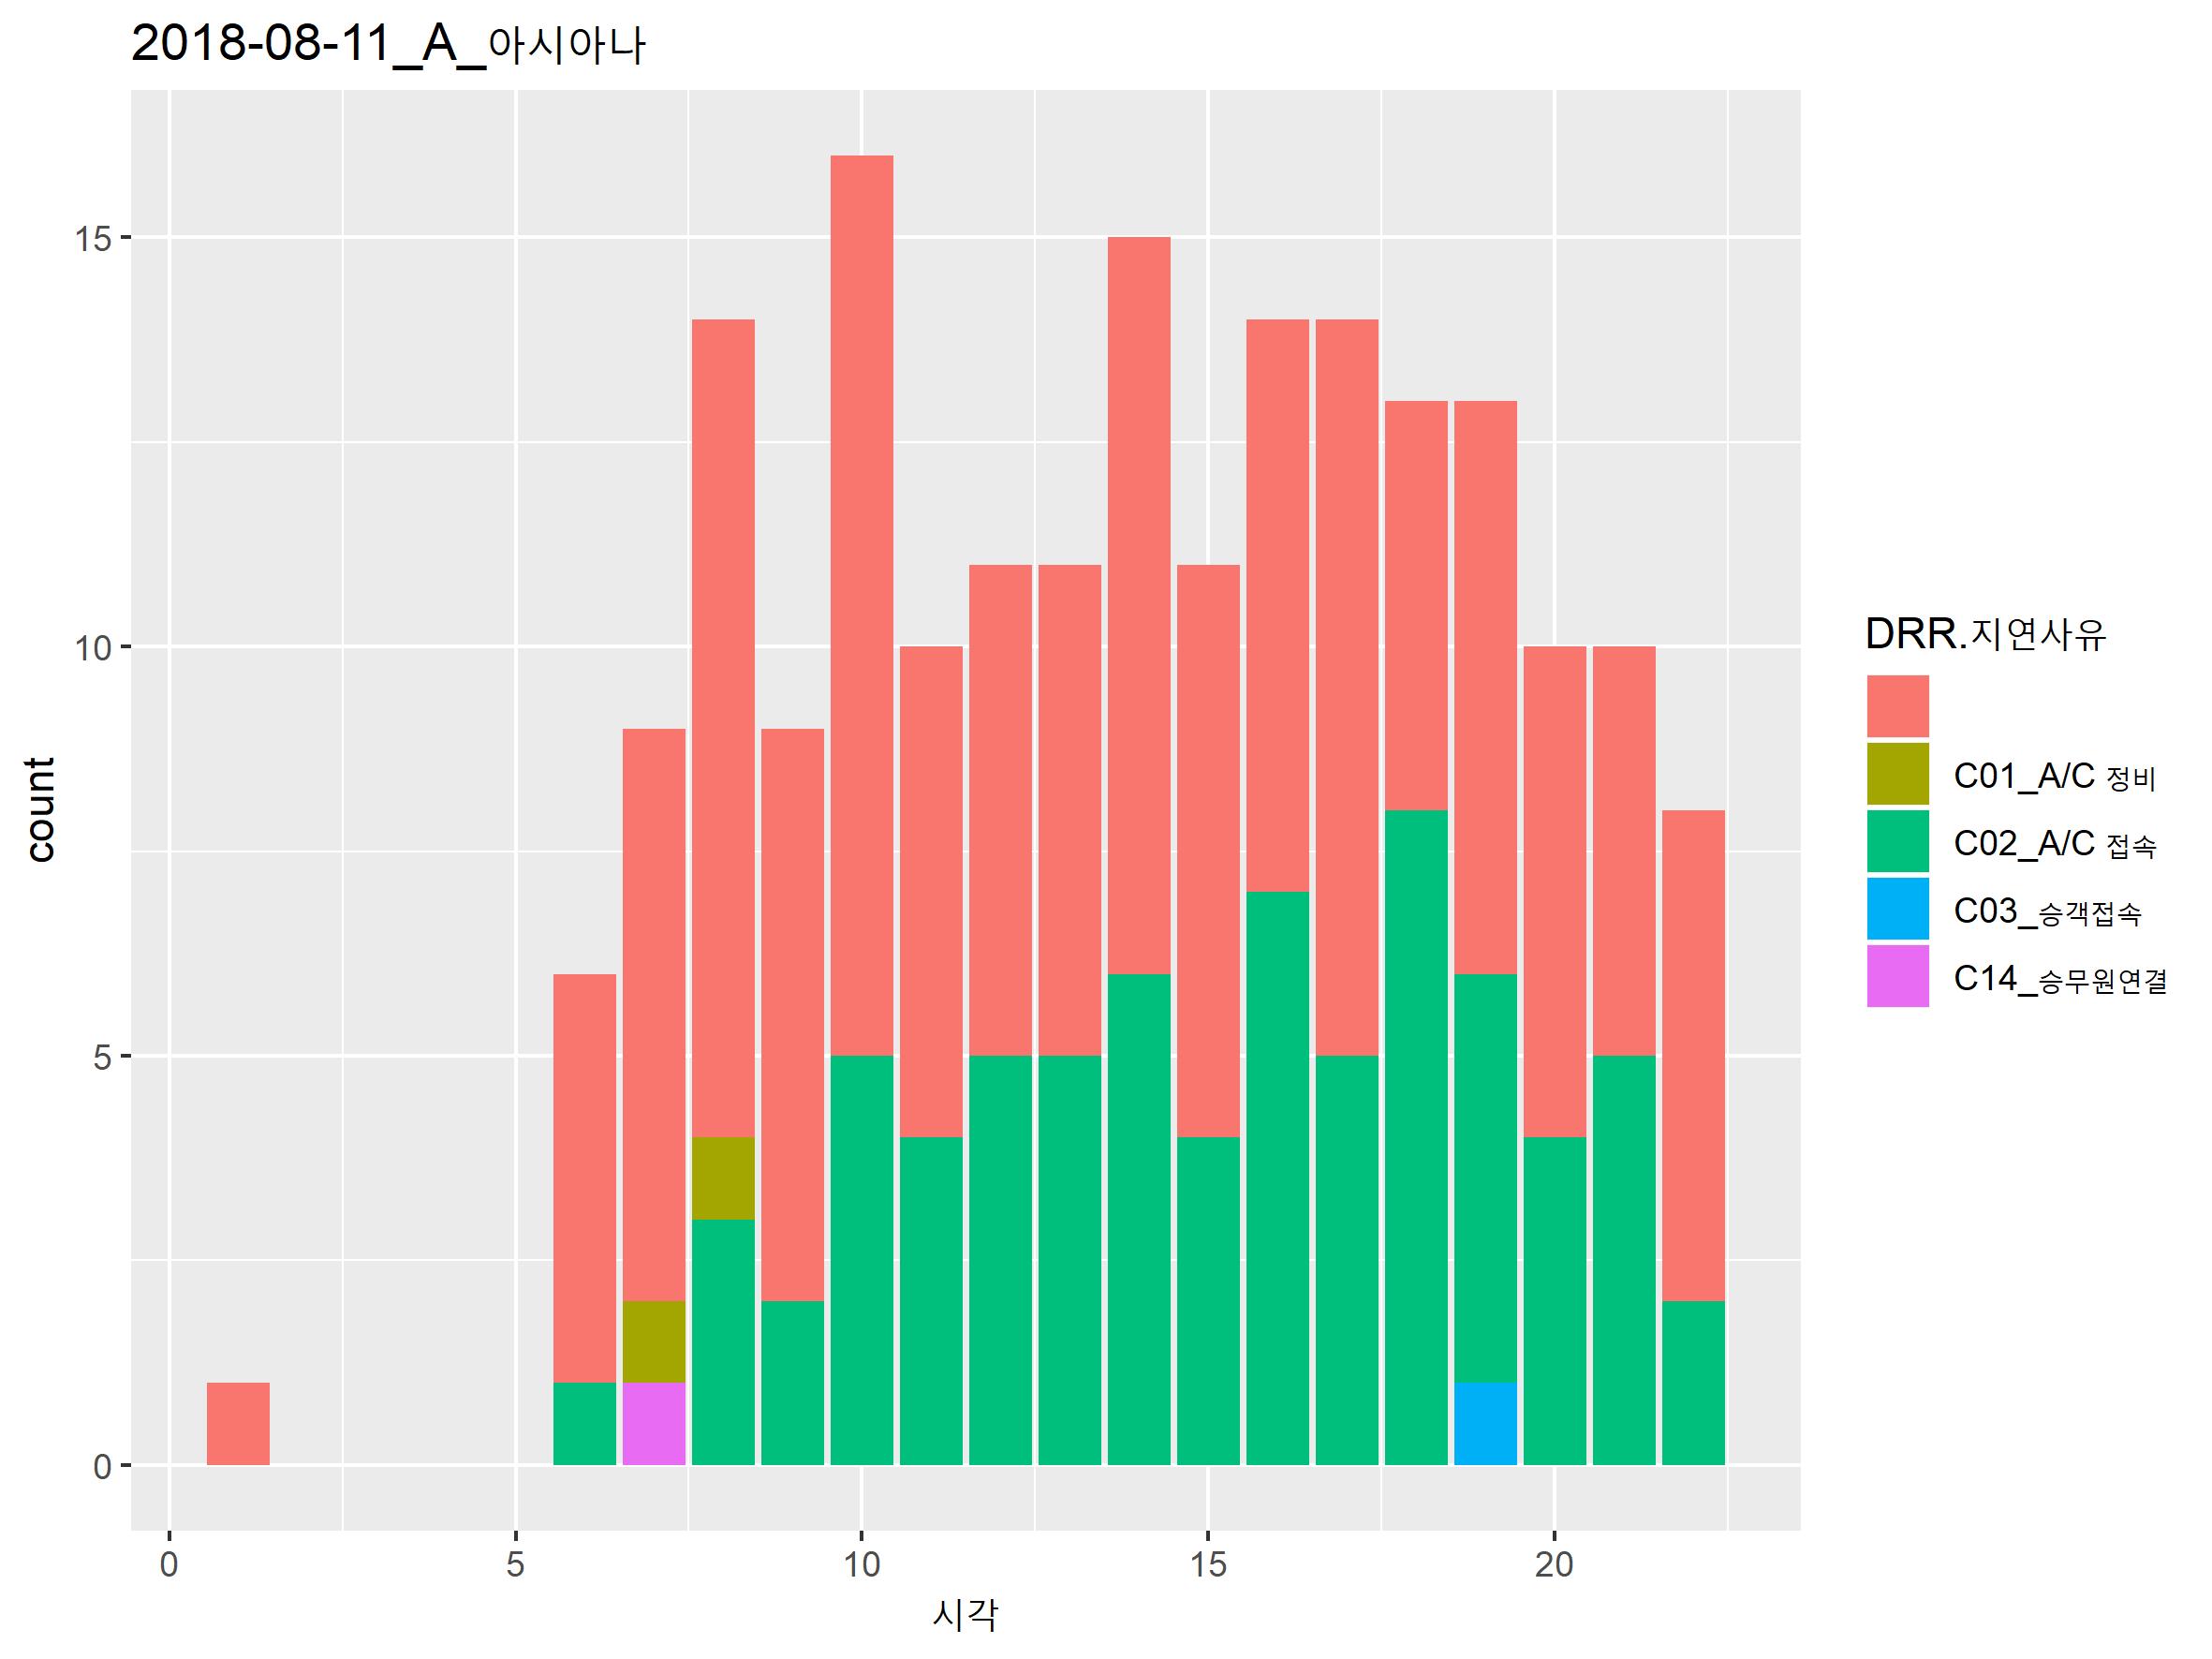 2018-08-11_A_아시아나
15
10
5
0
count
0 5 10 15 20
시각
DRR.지연사유
C01_A/C 정비
C02_A/C 접속
C03_승객접속
C14_승무원연결